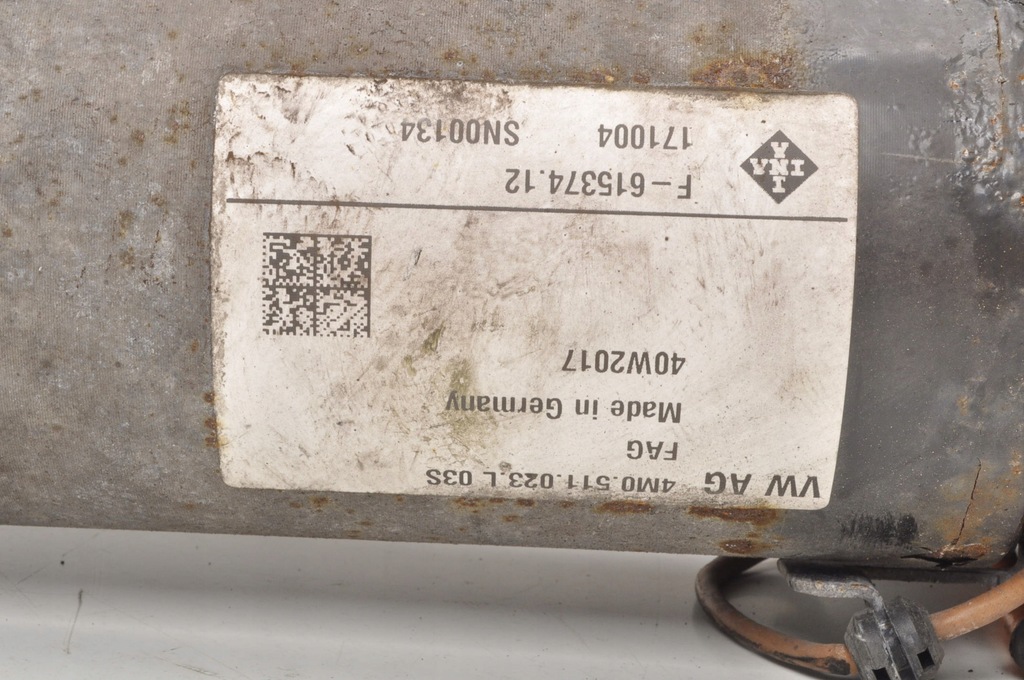 VW AG 4M0.511.023.L 03S
FAG
Made in Germany
40W2017
F-615374.12
171004 SN00134
INA